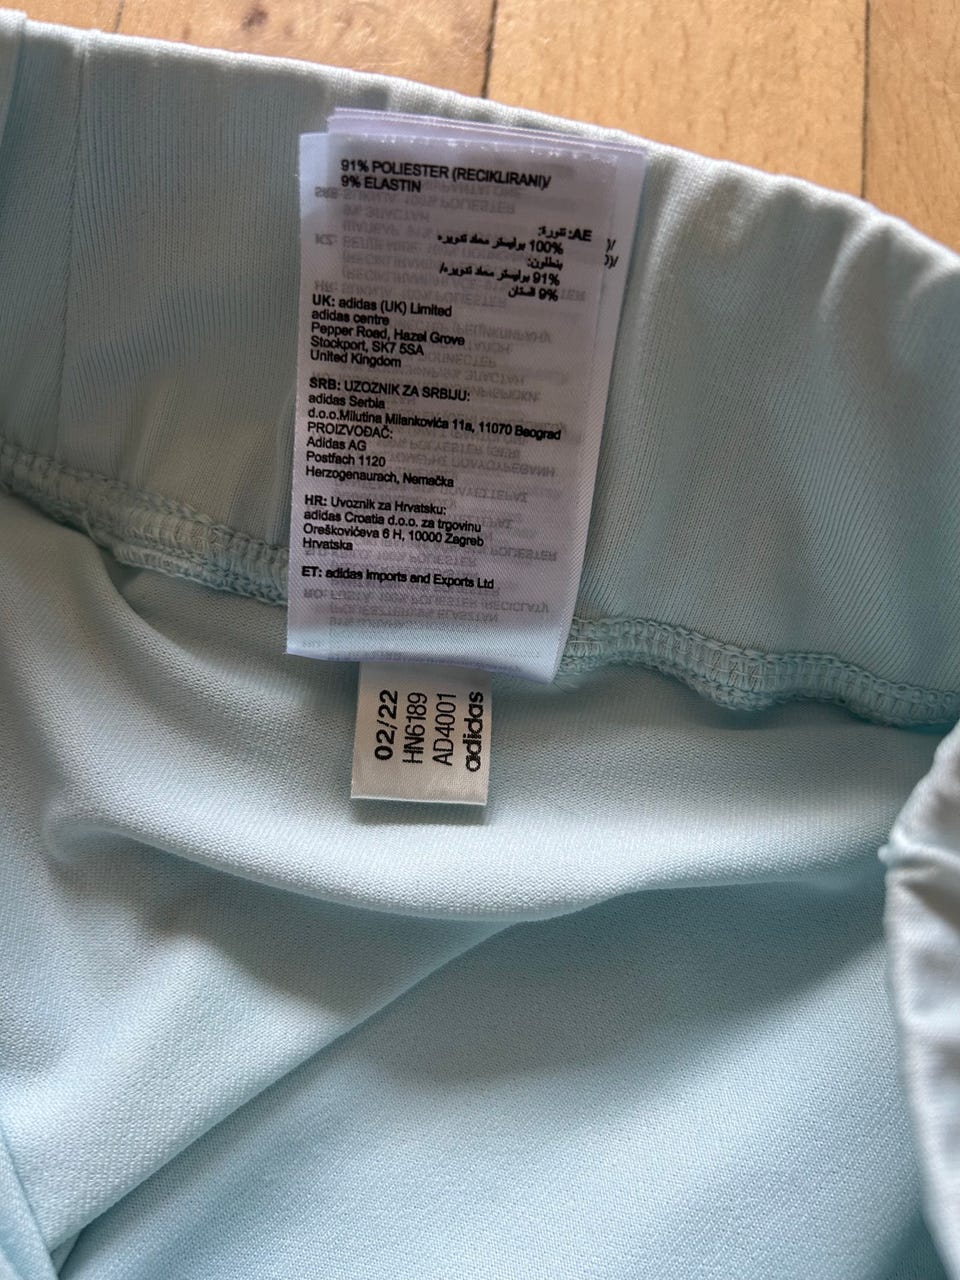 91% POLIESTER (RECIKLIRANI)/
9% ELASTIN
AE: تنورة:
100% بوليستر معاد تدويره
بنطلون:
91% بوليستر معاد تدويره/
9% الستان
UK: adidas (UK) Limited
adidas centre
Pepper Road, Hazel Grove
Stockport, SK7 5SA
United Kingdom
SRB: UZOZNIK ZA SRBIJU:
adidas Serbia
d.o.o.Milutina Milankovića 11a, 11070 Beograd
PROIZVOĐAČ:
Adidas AG
Postfach 1120
Herzogenaurach, Nemačka
HR: Uvoznik za Hrvatsku:
adidas Croatia d.o.o. za trgovinu
Oreškovićeva 6 H, 10000 Zagreb
Hrvatska
ET: adidas Imports and Exports Ltd
02/22
HN6189
AD4001
adidas